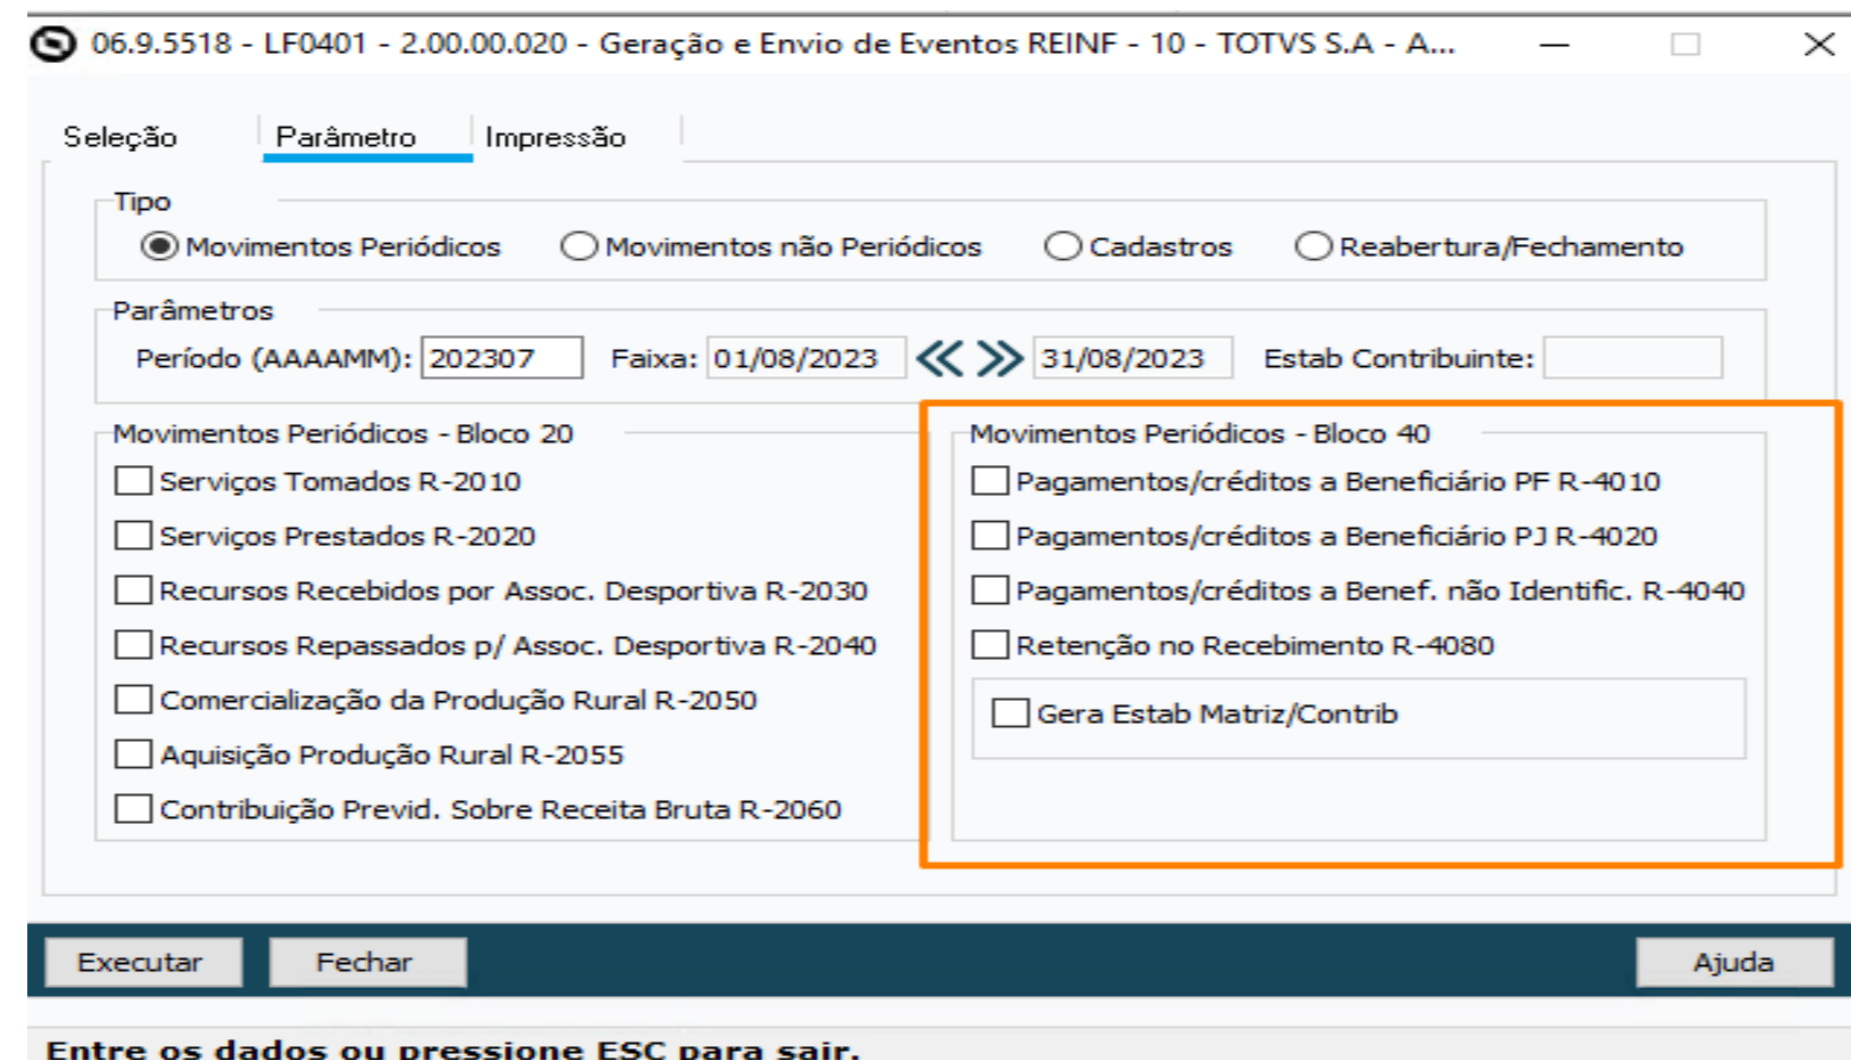 06.9.5518 - LF0401 - 2.00.00.020 - Geração e Envio de Eventos REINF - 10 - TOTVS S.A - A...
Seleção Parâmetro Impressão
Tipo
Movimentos Periódicos Movimentos não Periódicos Cadastros Reabertura/Fechamento
Parâmetros
Período (AAAAMM): 202307 Faixa: 01/08/2023 31/08/2023 Estab Contribuinte:
Movimentos Periódicos - Bloco 20
Serviços Tomados R-2010
Serviços Prestados R-2020
Recursos Recebidos por Assoc. Desportiva R-2030
Recursos Repassados p/ Assoc. Desportiva R-2040
Comercialização da Produção Rural R-2050
Aquisição Produção Rural R-2055
Contribuição Previd. Sobre Receita Bruta R-2060
Movimentos Periódicos - Bloco 40
Pagamentos/créditos a Beneficiário PF R-4010
Pagamentos/créditos a Beneficiário PJ R-4020
Pagamentos/créditos a Benef. não Identific. R-4040
Retenção no Recebimento R-4080
Gera Estab Matriz/Contrib
Executar Fechar Ajuda
Entre os dados ou pressione ESC para sair.